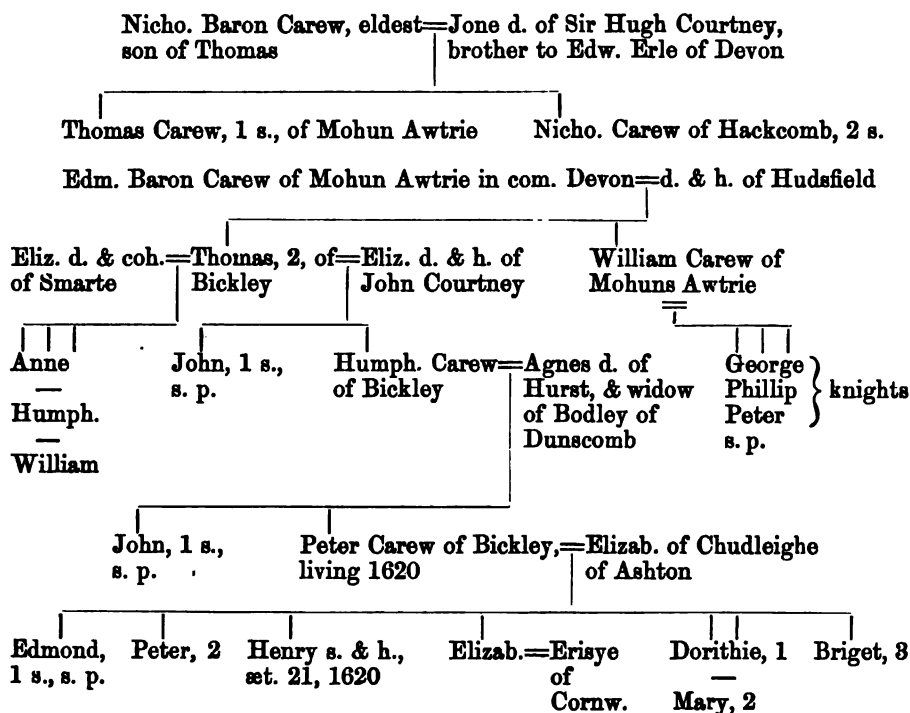 Nicho. Baron Carew, eldest=Jone d. of Sir Hugh Courtney,
son of Thomas brother to Edw. Erle of Devon
Thomas Carew, 1 s., of Mohun Awtrie Nicho. Carew of Hackcomb, 2 s.
Edm. Baron Carew of Mohun Awtrie in com. Devon=d. & h. of Hudsfield
Eliz. d. & coh.=Thomas, 2, of=Eliz. d. & h. of William Carew of
of Smarte Bickley John Courtney Mohuns Awtrie
=
Anne John, 1 s., Humph. Carew=Agnes d. of George
— s. p. of Bickley Hurst, & widow Phillip } knights
Humph. of Bodley of Peter
— Dunscomb s. p.
William
John, 1 s., Peter Carew of Bickley,=Elizab. of Chudleighe
s. p. living 1620 of Ashton
Edmond, Peter, 2 Henry s. & h., Elizab.=Erisye Dorithie, 1 Briget, 3
1 s., s. p. æt. 21, 1620 of —
Cornw. Mary, 2